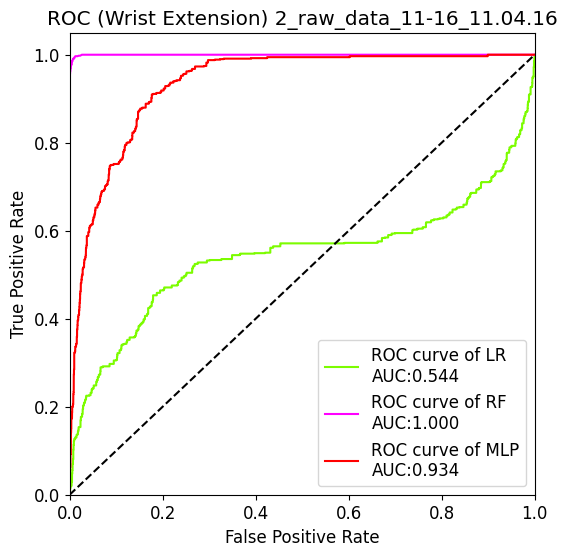 ROC (Wrist Extension) 2_raw_data_11-16_11.04.16
True Positive Rate
1.0
0.8
0.6
0.4
0.2
0.0
ROC curve of LR
AUC:0.544
ROC curve of RF
AUC:1.000
ROC curve of MLP
AUC:0.934
0.0 0.2 0.4 0.6 0.8 1.0
False Positive Rate